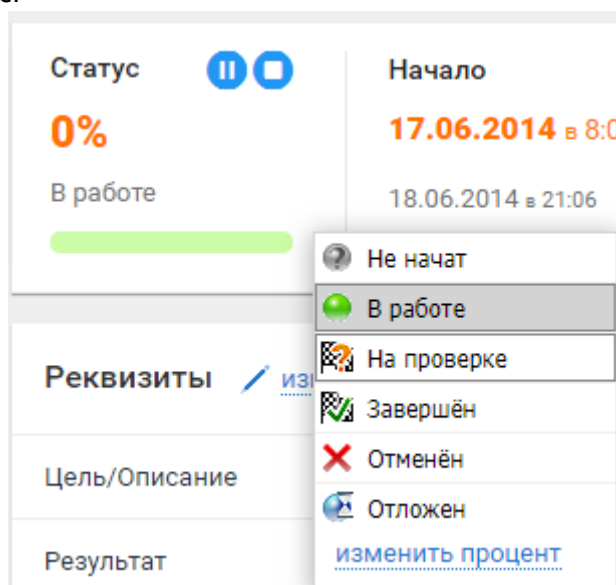 Статус
0%
В работе
Начало
17.06.2014 в 8:0
18.06.2014 в 21:06
Не начат
В работе
На проверке
Завершён
Отменён
Отложен
изменить процент
Реквизиты
Цель/Описание
Результат